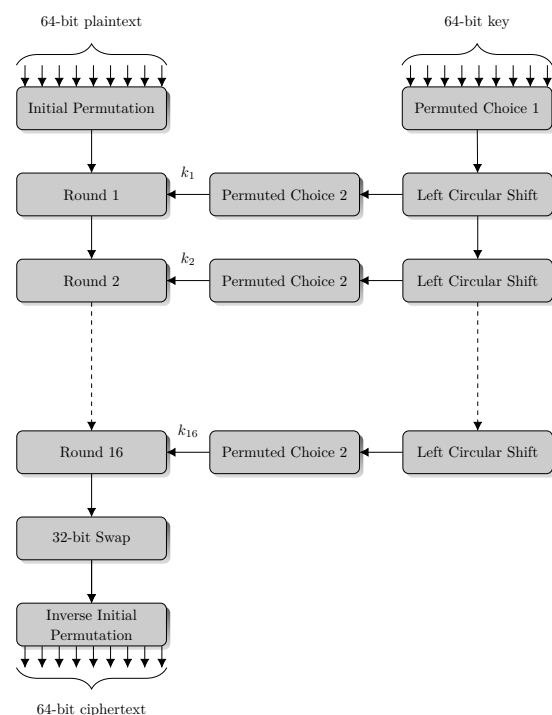 64-bit plaintext
64-bit key
Initial Permutation
Permuted Choice 1
k1
Round 1
Permuted Choice 2
Left Circular Shift
k2
Round 2
Permuted Choice 2
Left Circular Shift
k16
Round 16
Permuted Choice 2
Left Circular Shift
32-bit Swap
Inverse Initial
Permutation
64-bit ciphertext